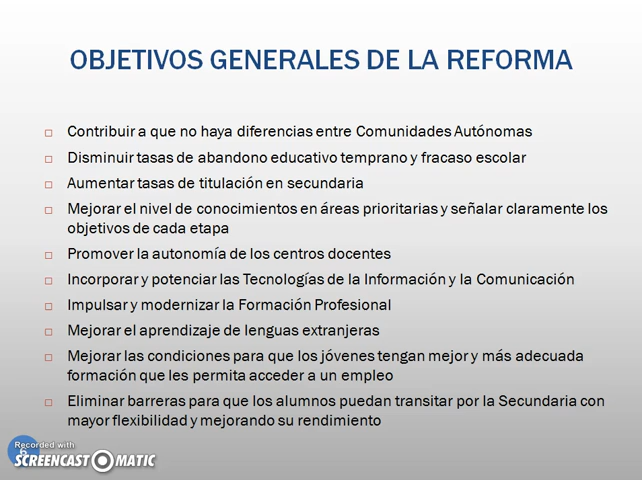 OBJETIVOS GENERALES DE LA REFORMA
Contribuir a que no haya diferencias entre Comunidades Autónomas
Disminuir tasas de abandono educativo temprano y fracaso escolar
Aumentar tasas de titulación en secundaria
Mejorar el nivel de conocimientos en áreas prioritarias y señalar claramente los
objetivos de cada etapa
Promover la autonomía de los centros docentes
Incorporar y potenciar las Tecnologías de la Información y la Comunicación
Impulsar y modernizar la Formación Profesional
Mejorar el aprendizaje de lenguas extranjeras
Mejorar las condiciones para que los jóvenes tengan mejor y más adecuada
formación que les permita acceder a un empleo
Eliminar barreras para que los alumnos puedan transitar por la Secundaria con
mayor flexibilidad y mejorando su rendimiento
Recorded with
6
SCREENCAST-O-MATIC